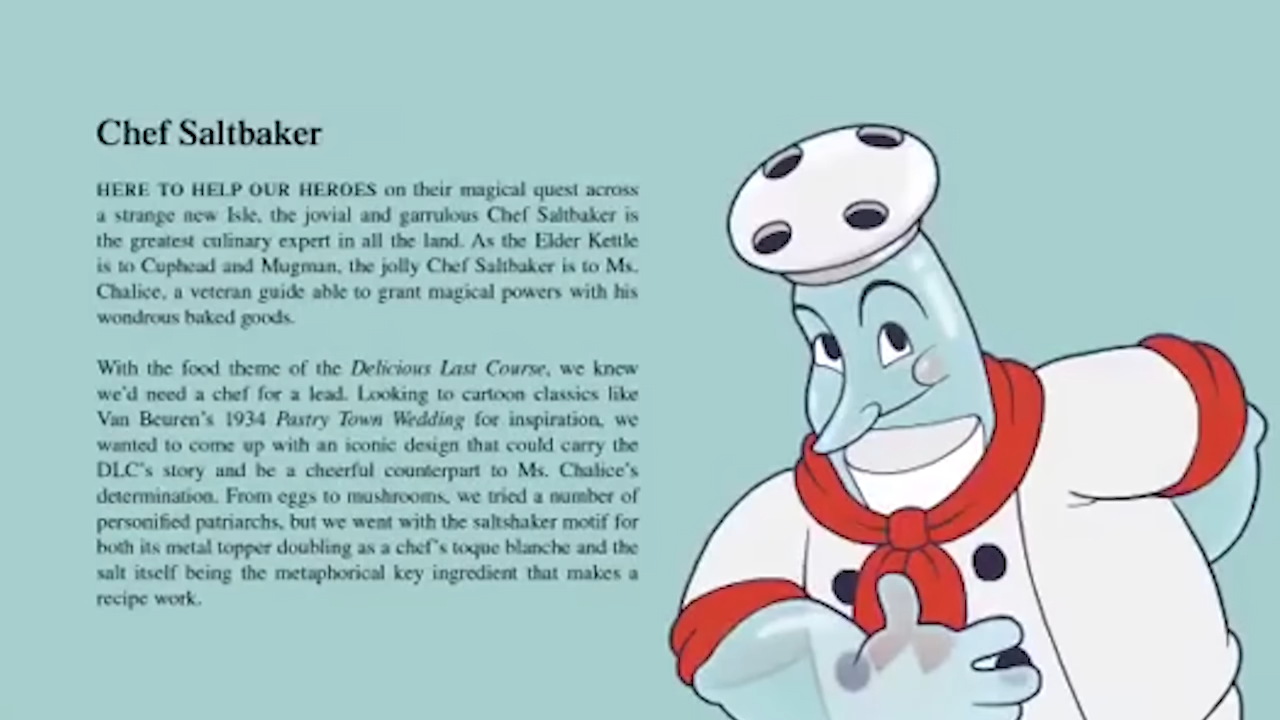 Chef Saltbaker
HERE TO HELP OUR HEROES on their magical quest across
a strange new Isle, the jovial and garrulous Chef Saltbaker is
the greatest culinary expert in all the land. As the Elder Kettle
is to Cuphead and Mugman, the jolly Chef Saltbaker is to Ms.
Chalice, a veteran guide able to grant magical powers with his
wondrous baked goods.
With the food theme of the Delicious Last Course, we knew
we'd need a chef for a lead. Looking to cartoon classics like
Van Beuren's 1934 Pastry Town Wedding for inspiration, we
wanted to come up with an iconic design that could carry the
DLC's story and be a cheerful counterpart to Ms. Chalice's
determination. From eggs to mushrooms, we tried a number of
personified patriarchs, but we went with the saltshaker motif for
both its metal topper doubling as a chef's toque blanche and the
salt itself being the metaphorical key ingredient that makes a
recipe work.